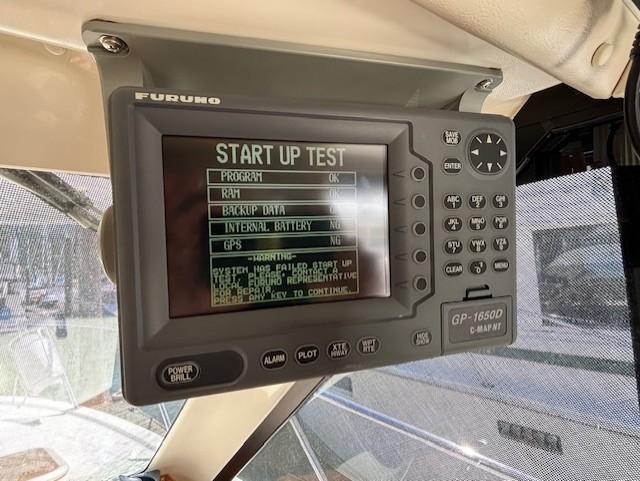 FURUNO
START UP TEST
PROGRAM OK
RAM OK
BACKUP DATA
INTERNAL BATTERY NG
GPS NG
-WARNING-
SYSTEM HAS FAILED START UP
CONTACT A
LOCAL FURUNO REPRESENTATIVE
FOR REPAIR.
PRESS ANY KEY TO CONTINUE.
SAVE
MOB
ENTER
ABC
1
DEF
2
GHI
3
JKL
4
MNO
5
PQR
6
STU
7
VWX
8
YZ
9
CLEAR
0
MENU
GP-1650D
C-MAP NT
HIDE
SHOW
POWER
BRILL
ALARM
PLOT
XTE
HIWAY
WPT
RTE